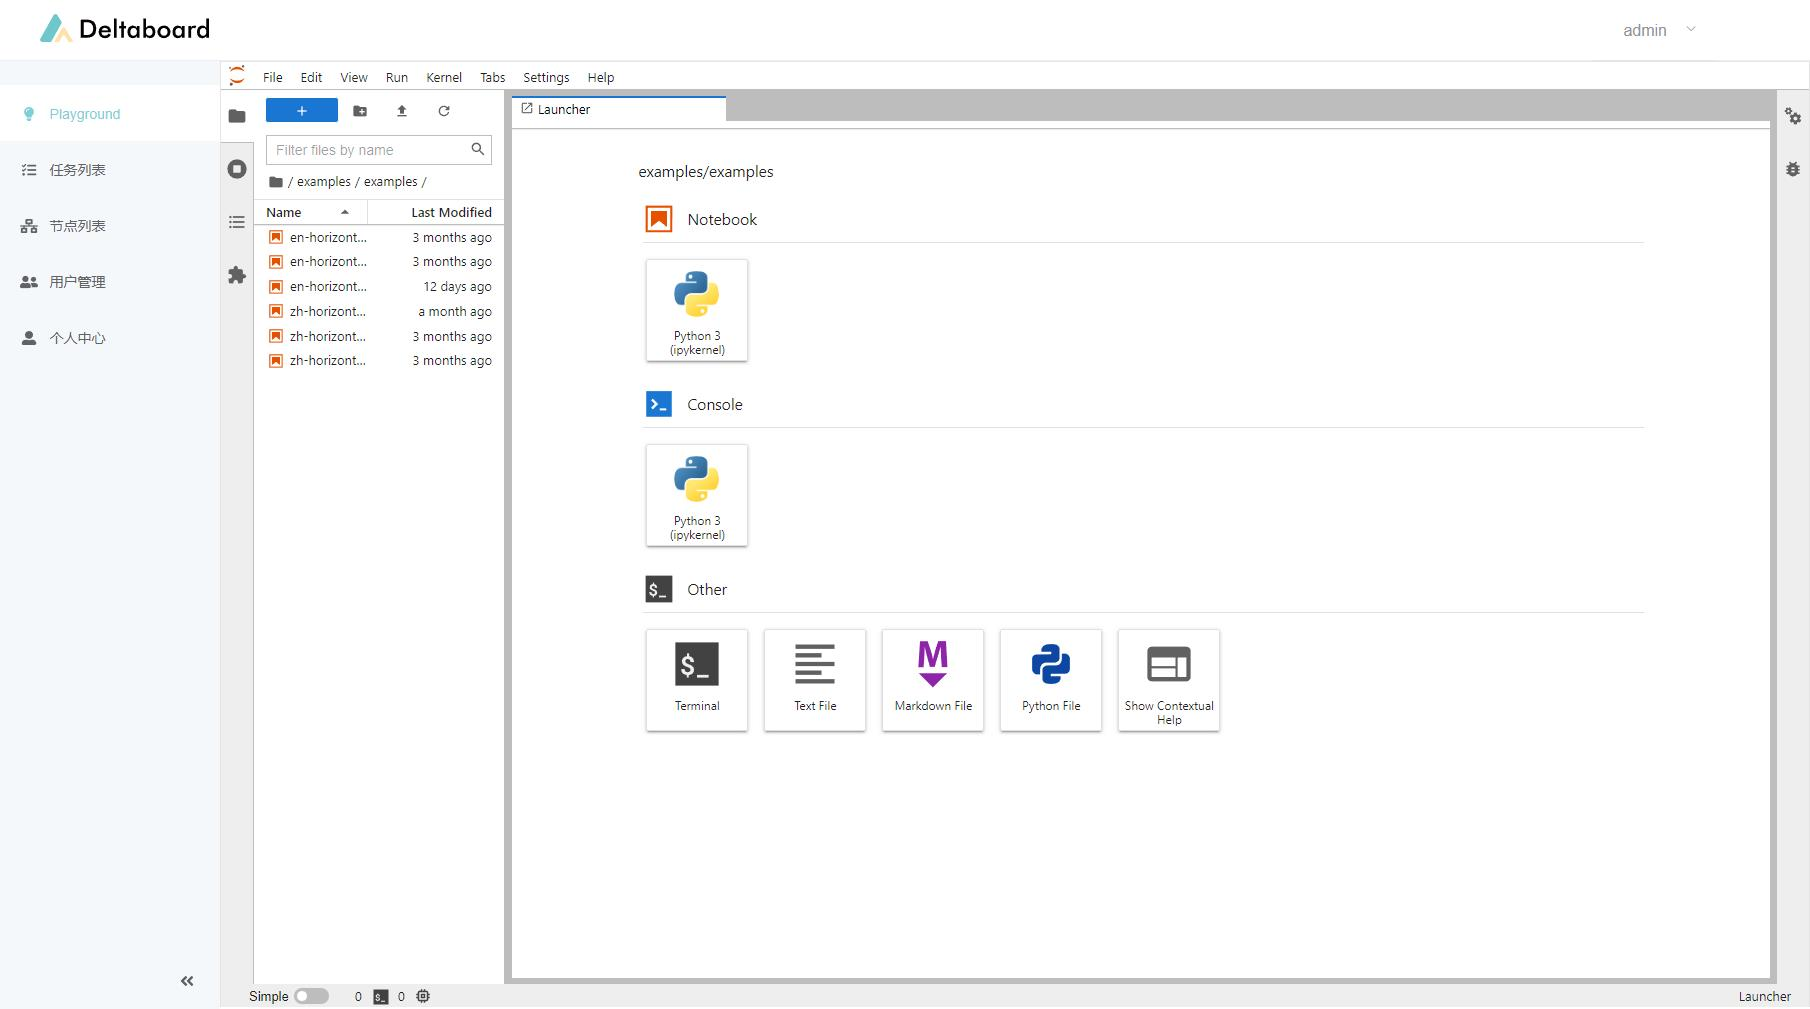 Deltaboard
admin
File Edit View Run Kernel Tabs Settings Help
Playground
任务列表
节点列表
用户管理
个人中心
Filter files by name
/ examples / examples /
Name Last Modified
en-horizont... 3 months ago
en-horizont... 3 months ago
en-horizont... 12 days ago
zh-horizont... a month ago
zh-horizont... 3 months ago
zh-horizont... 3 months ago
Launcher
examples/examples
Notebook
Python 3
(ipykernel)
Console
Python 3
(ipykernel)
$_ Other
$_
Terminal
Text File
M
Markdown File
Python File
Show Contextual
Help
Simple 0 $_ 0
Launcher